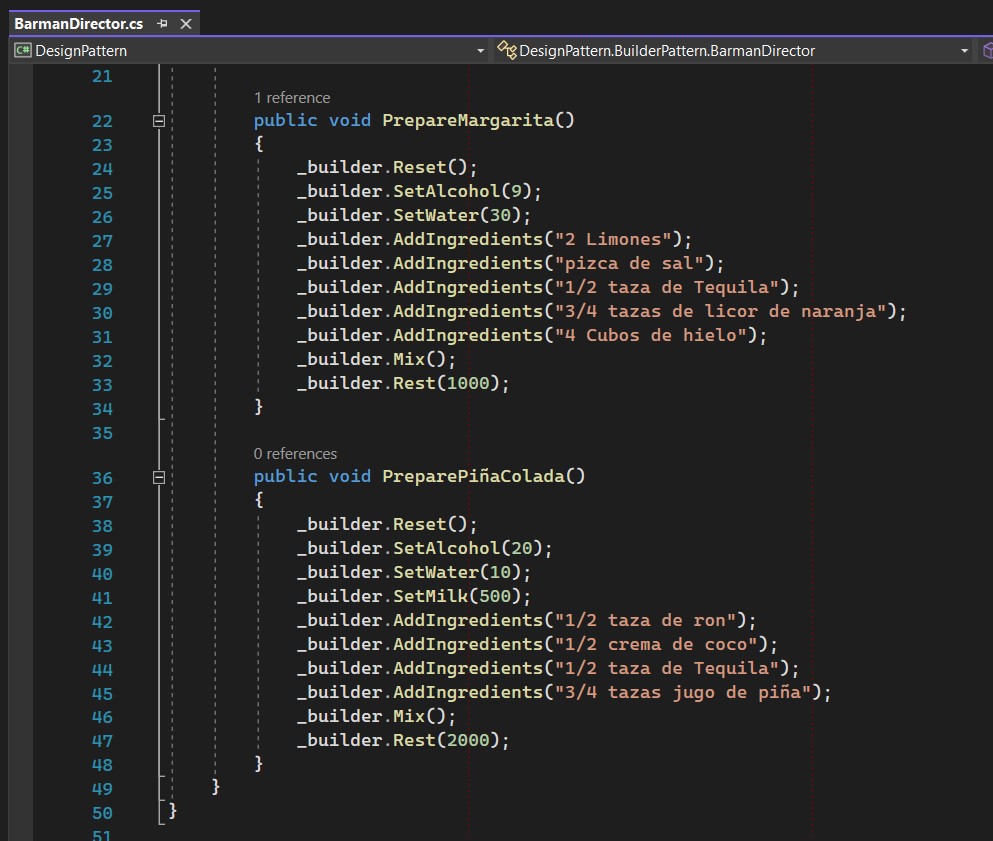 BarmanDirector.cs
C# DesignPattern DesignPattern.BuilderPattern.BarmanDirector
21
1 reference
22 public void PrepareMargarita()
23 {
24 _builder.Reset();
25 _builder.SetAlcohol(9);
26 _builder.SetWater(30);
27 _builder.AddIngredients("2 Limones");
28 _builder.AddIngredients("pizca de sal");
29 _builder.AddIngredients("1/2 taza de Tequila");
30 _builder.AddIngredients("3/4 tazas de licor de naranja");
31 _builder.AddIngredients("4 Cubos de hielo");
32 _builder.Mix();
33 _builder.Rest(1000);
34 }
35
0 references
36 public void PreparePiñaColada()
37 {
38 _builder.Reset();
39 _builder.SetAlcohol(20);
40 _builder.SetWater(10);
41 _builder.SetMilk(500);
42 _builder.AddIngredients("1/2 taza de ron");
43 _builder.AddIngredients("1/2 crema de coco");
44 _builder.AddIngredients("1/2 taza de Tequila");
45 _builder.AddIngredients("3/4 tazas jugo de piña");
46 _builder.Mix();
47 _builder.Rest(2000);
48 }
49 }
50 }
51